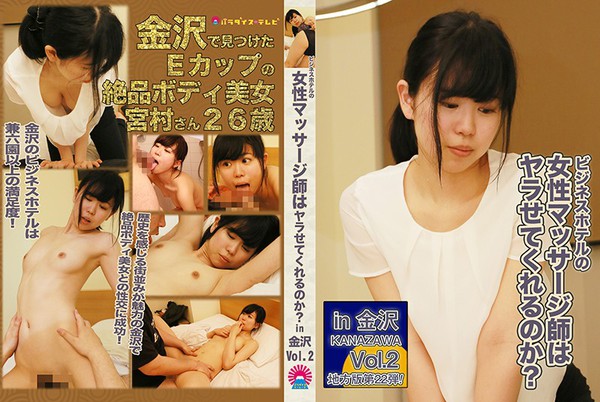 パラダイステレビ
金沢で見つけた
Eカップの
絶品ボディ美女
宮村さん26歳
金沢のビジネスホテルは
兼六園以上の満足度!
歴史を感じる街並みが魅力の金沢で
絶品ボディ美女との性交に成功!
ビジネスホテルの
女性マッサージ師は
ヤラせてくれるのか?
in
金沢
Vol.2
ビジネスホテルの
女性マッサージ師は
ヤラせてくれるのか?
in 金沢
KANAZAWA
Vol.2
地方版第22弾!